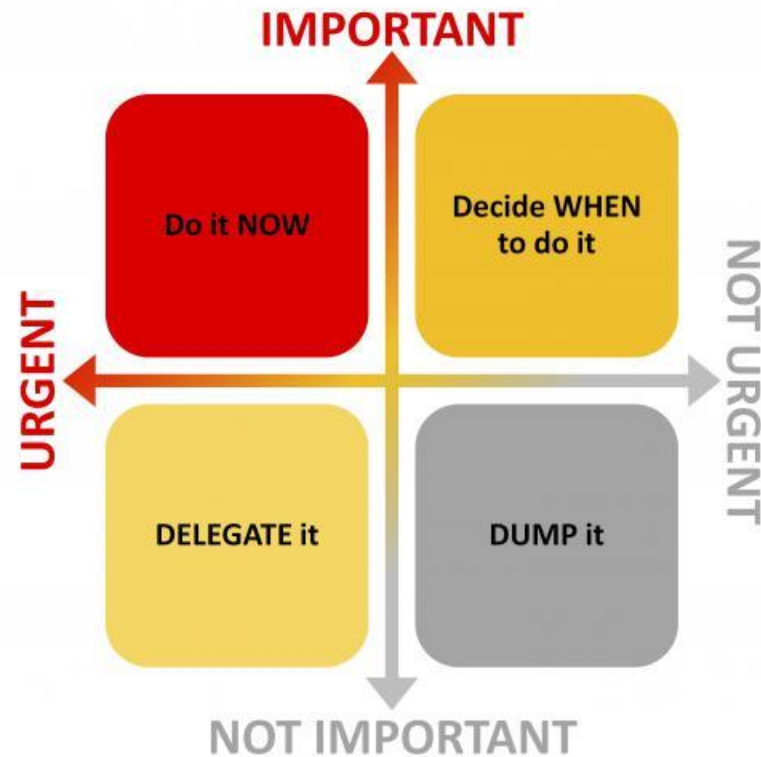 IMPORTANT
Do it NOW
Decide WHEN
to do it
URGENT
NOT URGENT
DELEGATE it
DUMP it
NOT IMPORTANT